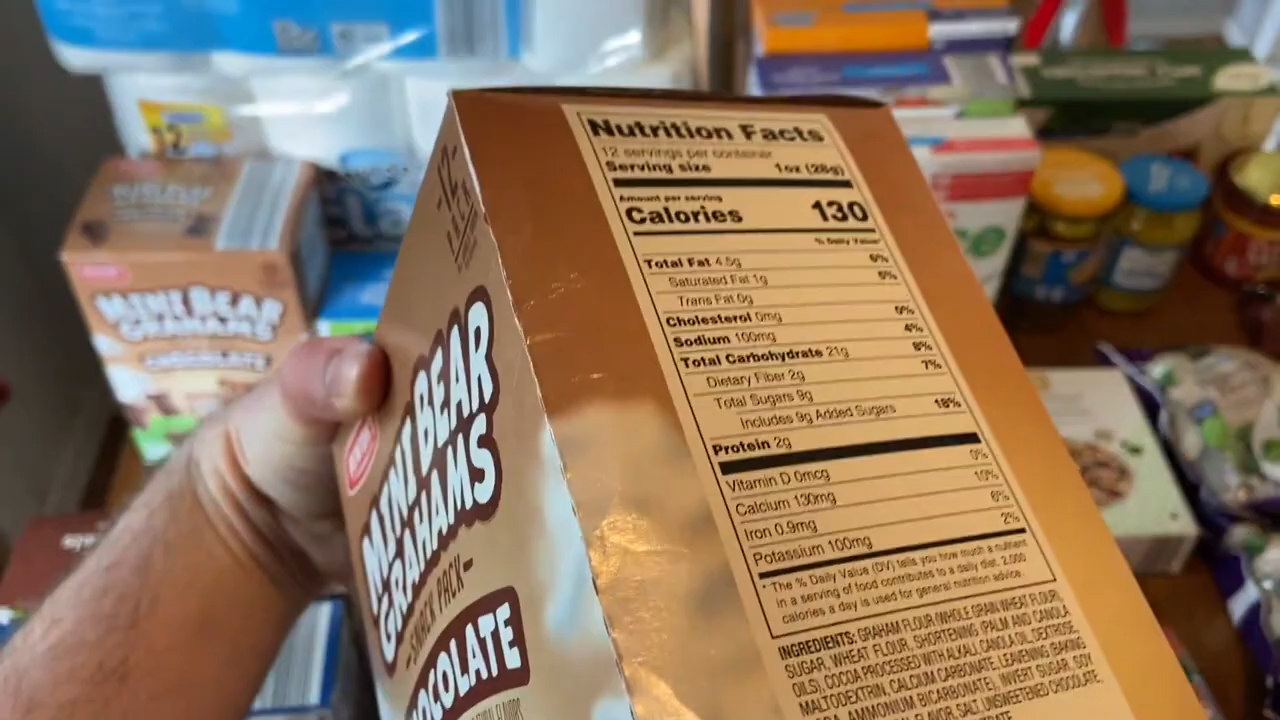 12
MINI BEAR
GRAHAMS
CHOCOLATE
-12-
PACK
MINI BEAR
GRAHAMS
-SNACK PACK-
CHOCOLATE
NATURAL FLAVORS
Nutrition Facts
12 servings per container
Serving size 1oz (28g)
Amount per serving
Calories 130
% Daily Value*
Total Fat 4.5g 6%
Saturated Fat 1g 5%
Trans Fat 0g
Cholesterol 0mg 0%
Sodium 100mg 4%
Total Carbohydrate 21g 8%
Dietary Fiber 2g 7%
Total Sugars 9g
Includes 9g Added Sugars 18%
Protein 2g
Vitamin D 0mcg 0%
Calcium 130mg 10%
Iron 0.9mg 6%
Potassium 100mg 2%
* The % Daily Value (DV) tells you how much a nutrient
in a serving of food contributes to a daily diet. 2,000
calories a day is used for general nutrition advice.
INGREDIENTS: GRAHAM FLOUR (WHOLE GRAIN WHEAT FLOUR),
SUGAR, WHEAT FLOUR, SHORTENING (PALM AND CANOLA
OILS), COCOA PROCESSED WITH ALKALI, CANOLA OIL, DEXTROSE,
MALTODEXTRIN, CALCIUM CARBONATE, LEAVENING (BAKING
SODA, AMMONIUM BICARBONATE), INVERT SUGAR, SOY
FLAVOR, SALT, UNSWEETENED CHOCOLATE,